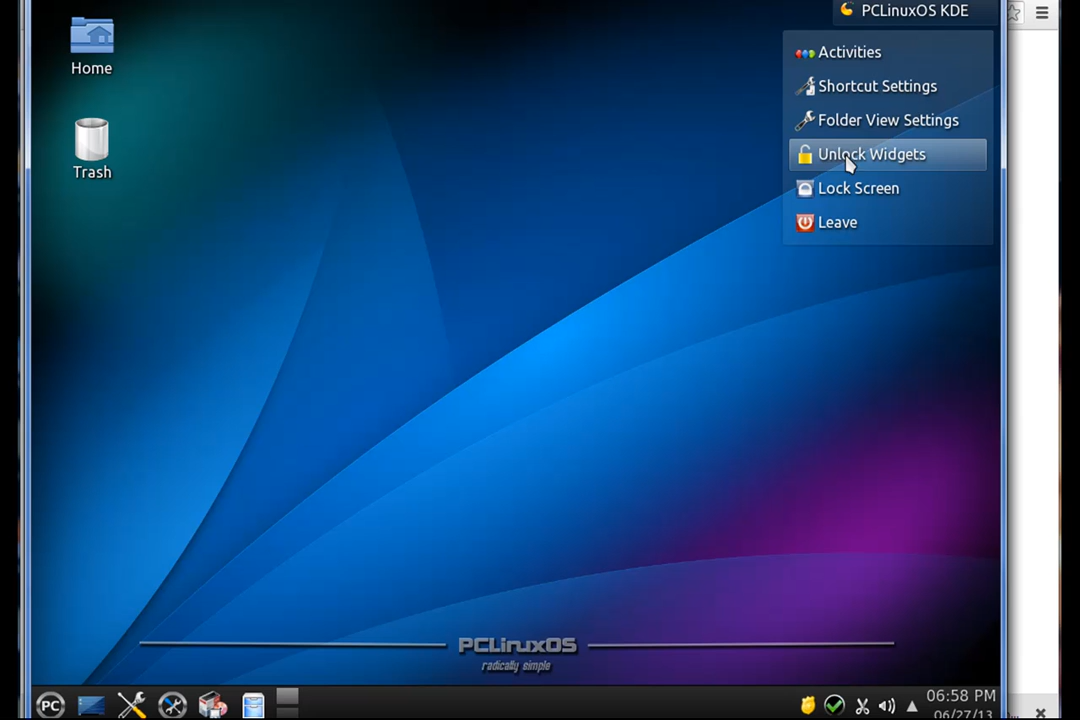 PCLinuxOS KDE
Home
Activities
Shortcut Settings
Folder View Settings
Trash
Unlock Widgets
Lock Screen
Leave
PCLinuxOS
radically simple
PC
06:58 PM
06/27/13